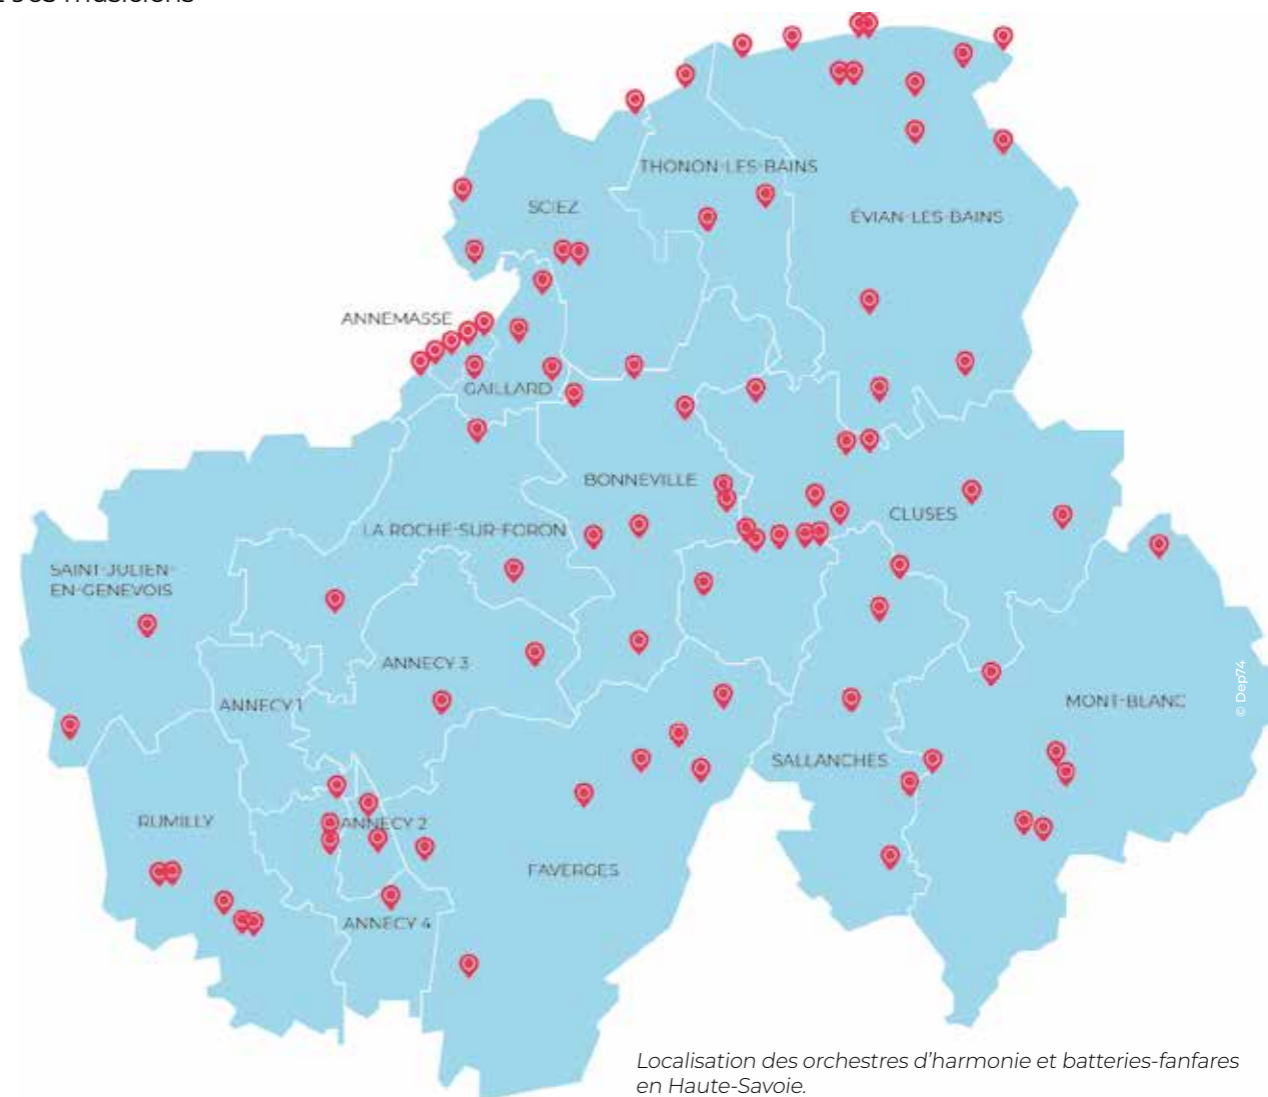 THONON-LES-BAINS
SCIEZ
ÉVIAN-LES-BAINS
ANNEMASSE
GAILLARD
BONNEVILLE
CLUSES
LA ROCHE-SUR-FORON
SAINT-JULIEN-
EN-GENEVOIS
ANNECY 3
ANNECY 1
MONT-BLANC
© Dep74
SALLANCHES
RUMILLY
ANNECY 2
FAVERGES
ANNECY 4
Localisation des orchestres d'harmonie et batteries-fanfares
en Haute-Savoie.